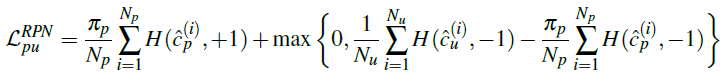 $\mathcal{L}_{pu}^{RPN} = \frac{\pi_p}{N_p} \sum_{i=1}^{N_p} H(\hat{c}_p^{(i)}, +1) + \max \left\{ 0, \frac{1}{N_u} \sum_{i=1}^{N_u} H(\hat{c}_u^{(i)}, -1) - \frac{\pi_p}{N_p} \sum_{i=1}^{N_p} H(\hat{c}_p^{(i)}, -1) \right\}$